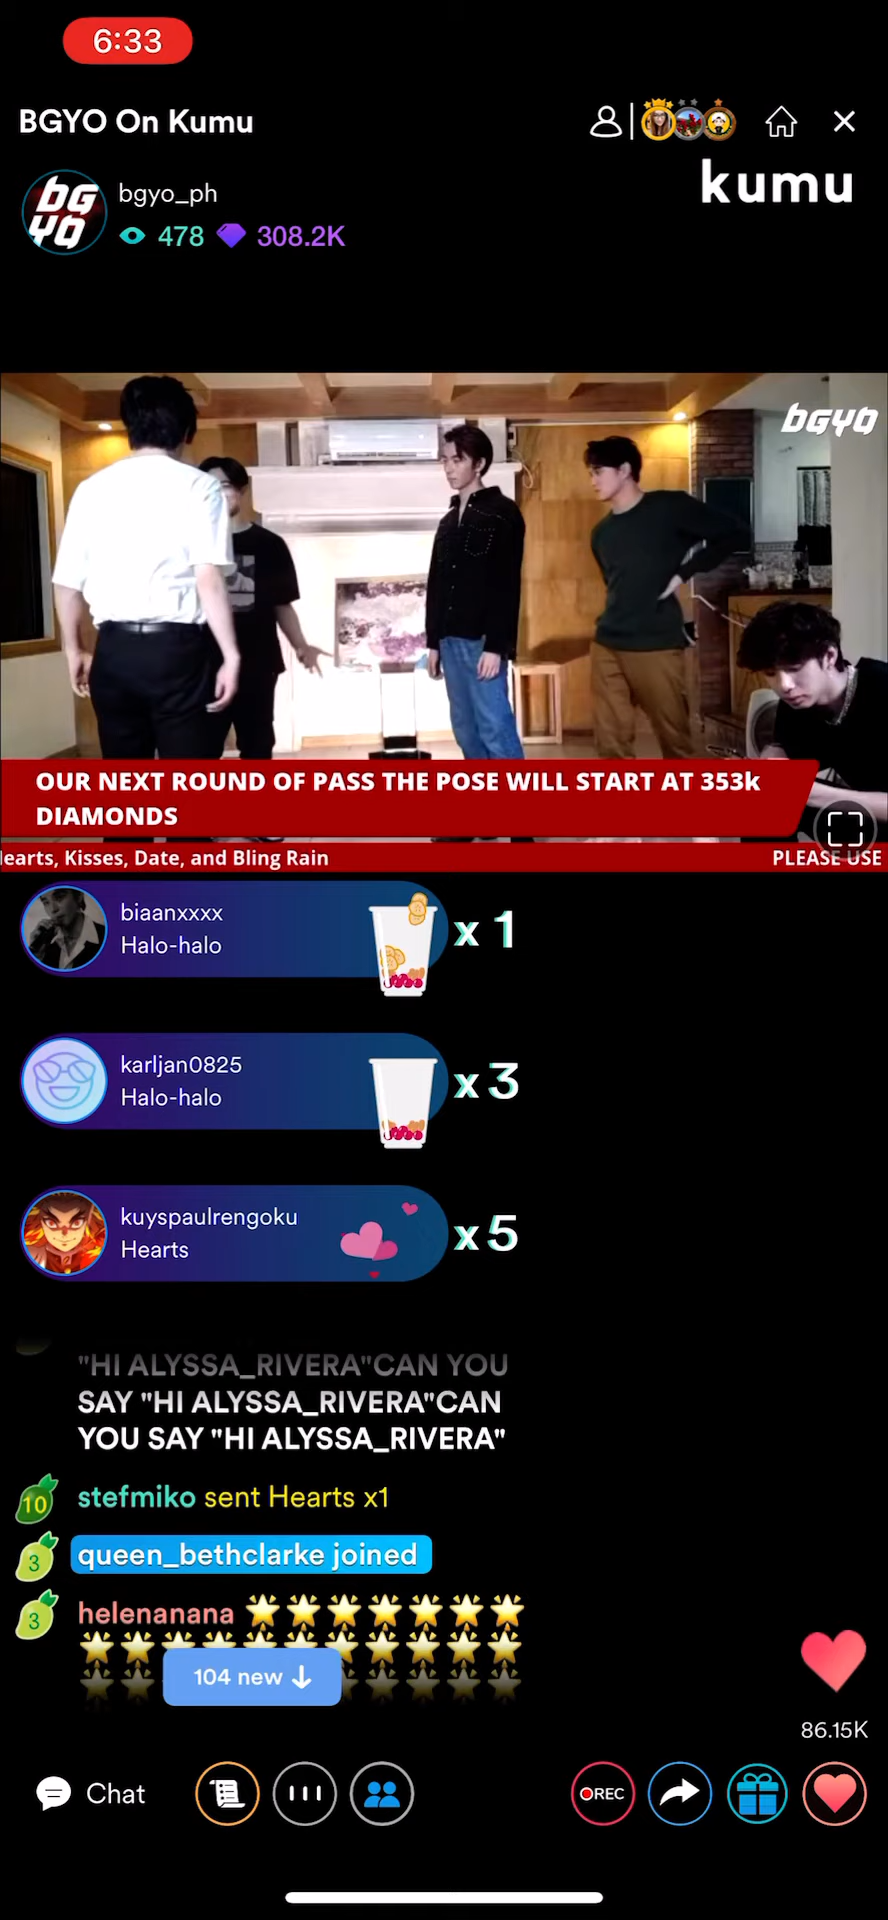 6:33
BGYO On Kumu
kumu
bgyo_ph
478 308.2K
BGYO
OUR NEXT ROUND OF PASS THE POSE WILL START AT 353k
DIAMONDS
earts, Kisses, Date, and Bling Rain PLEASE USE
biaanxxxx
Halo-halo
x 1
karljan0825
Halo-halo
x 3
kuyspaulrengoku
Hearts
x 5
"HI ALYSSA_RIVERA"CAN YOU
SAY "HI ALYSSA_RIVERA"CAN
YOU SAY "HI ALYSSA_RIVERA"
10 stefmiko sent Hearts x1
3 queen_bethclarke joined
3 helenanana
104 new ↓
86.15K
Chat
REC